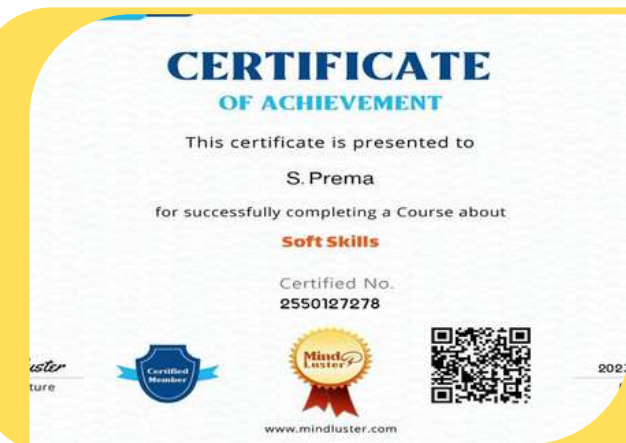 CERTIFICATE
OF ACHIEVEMENT
This certificate is presented to
S. Prema
for successfully completing a Course about
Soft Skills
Certified No.
2550127278
Certified
Member
Mind
Luster
www.mindluster.com